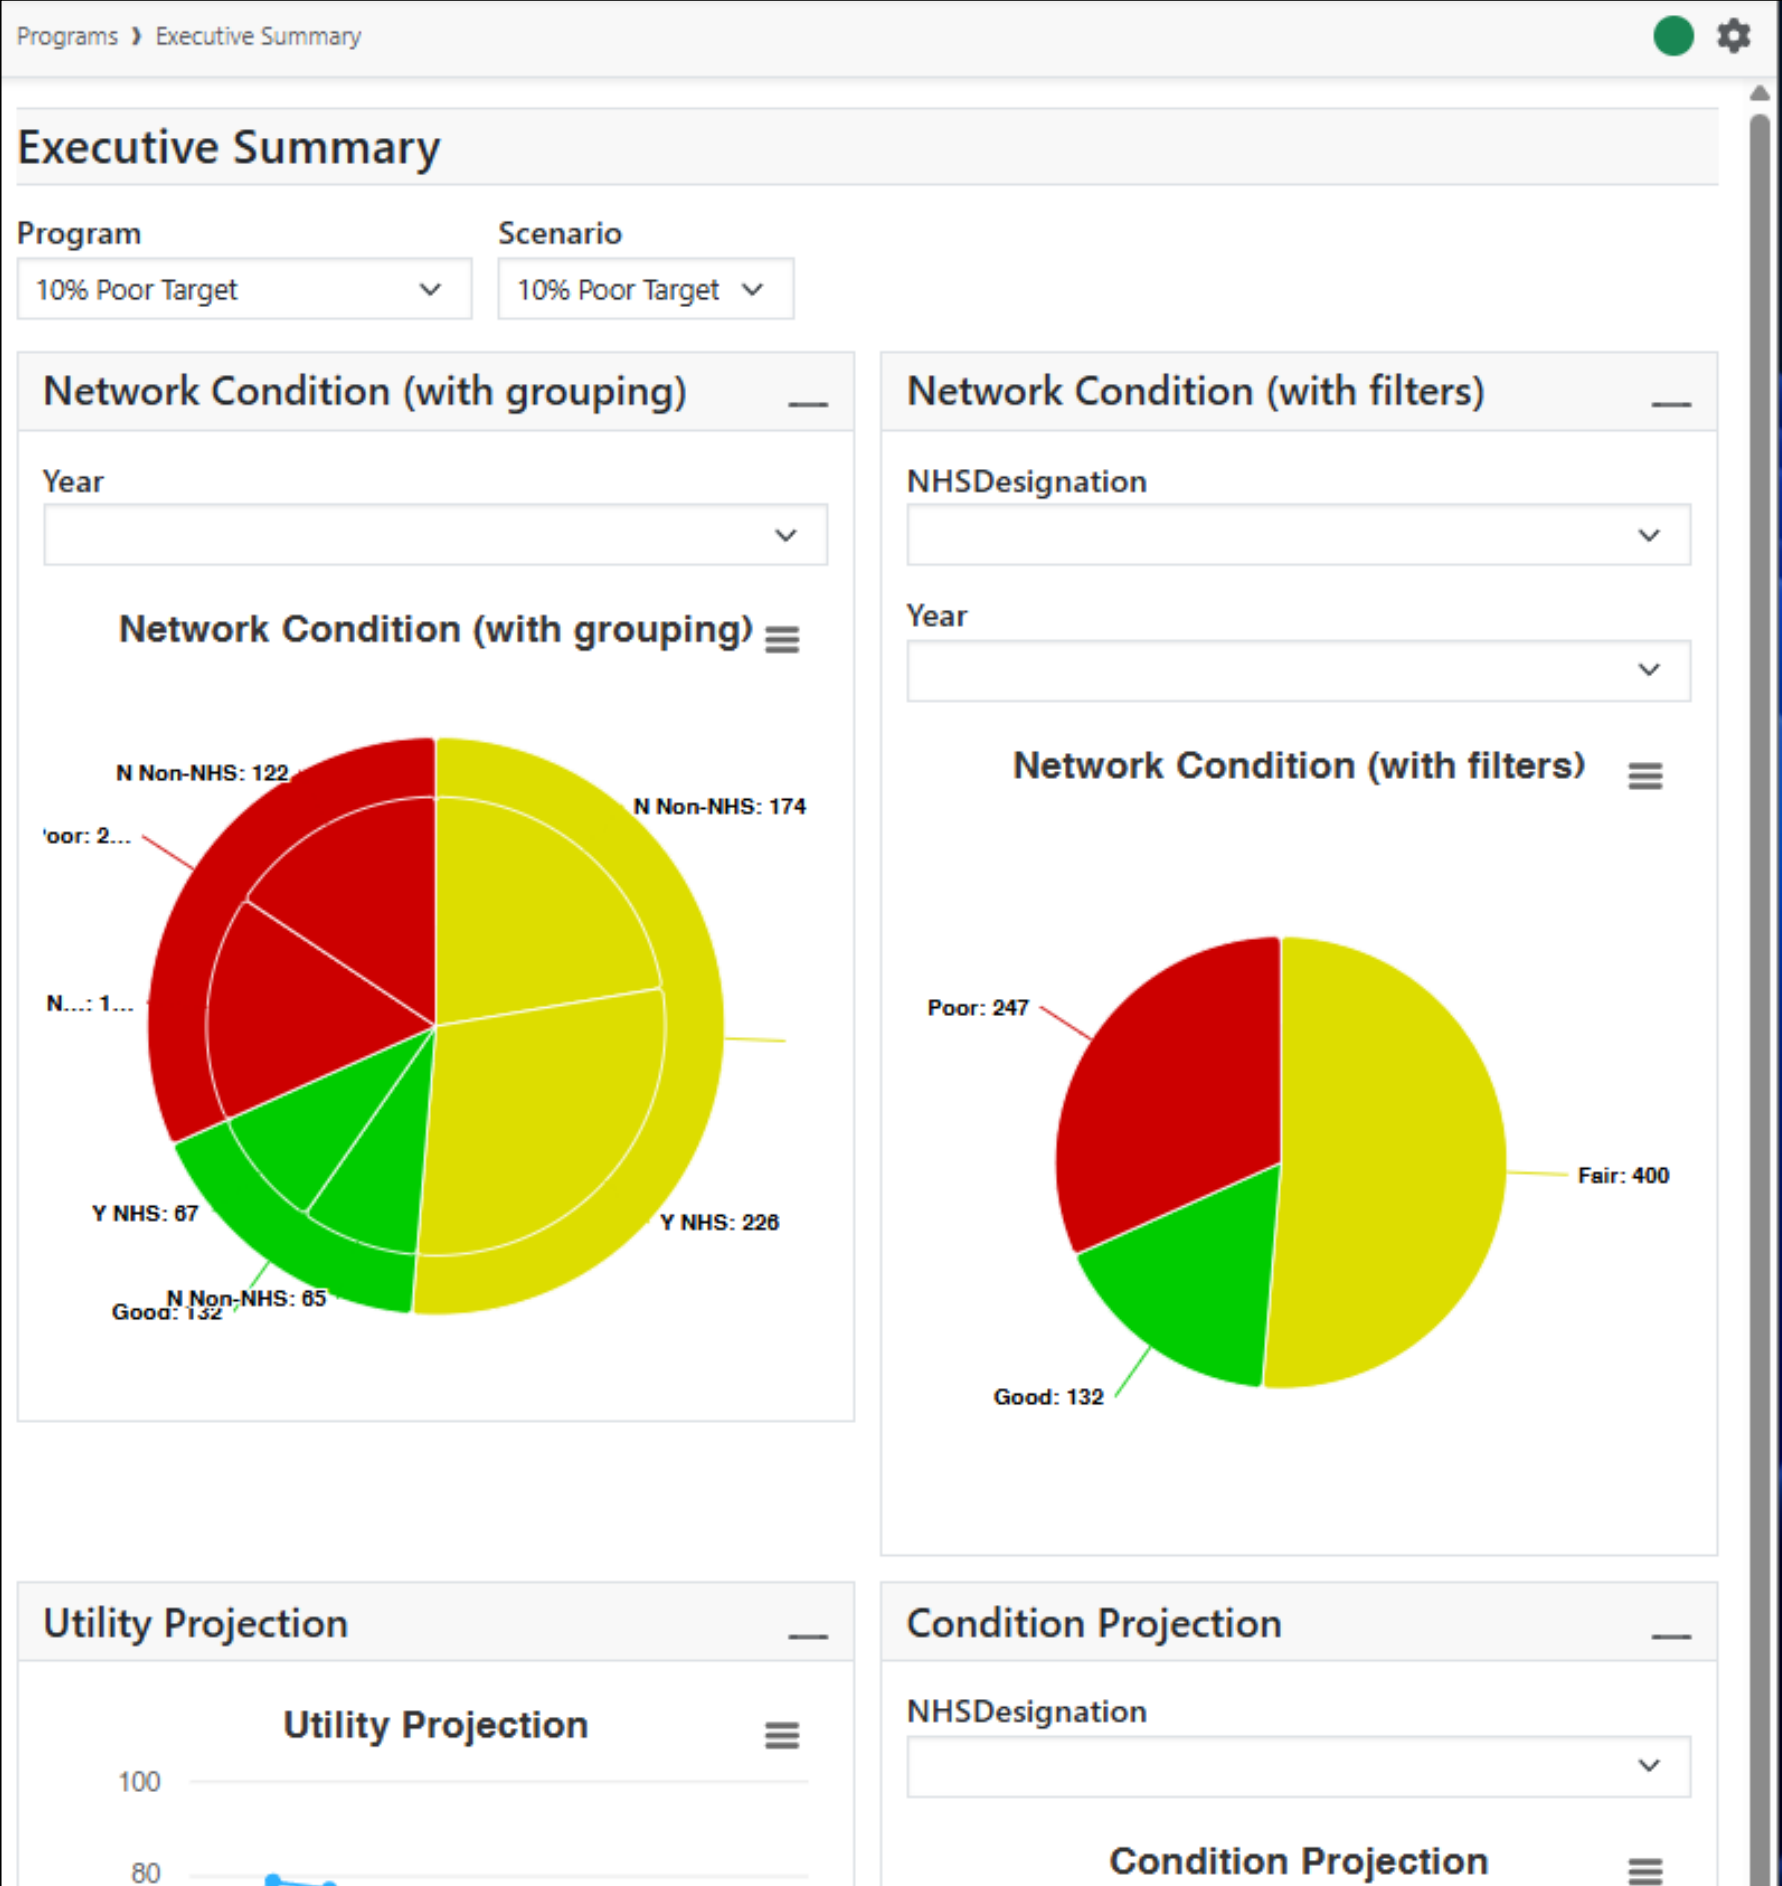 Programs ❯ Executive Summary
Executive Summary
Program
Scenario
10% Poor Target
10% Poor Target
Network Condition (with grouping)
Year
Network Condition (with grouping)
N Non-NHS: 122
N Non-NHS: 174
oor: 2...
N...: 1...
Y NHS: 67
Y NHS: 226
N Non-NHS: 65
Good: 132
Network Condition (with filters)
NHSDesignation
Year
Network Condition (with filters)
Poor: 247
Fair: 400
Good: 132
Utility Projection
Utility Projection
100
80
Condition Projection
NHSDesignation
Condition Projection